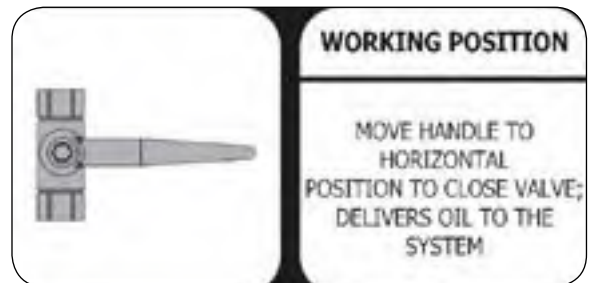 WORKING POSITION
MOVE HANDLE TO
HORIZONTAL
POSITION TO CLOSE VALVE;
DELIVERS OIL TO THE
SYSTEM